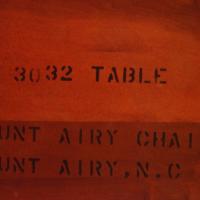 3032 TABLE
UNT AIRY CHAI
UNT AIRY, N.C